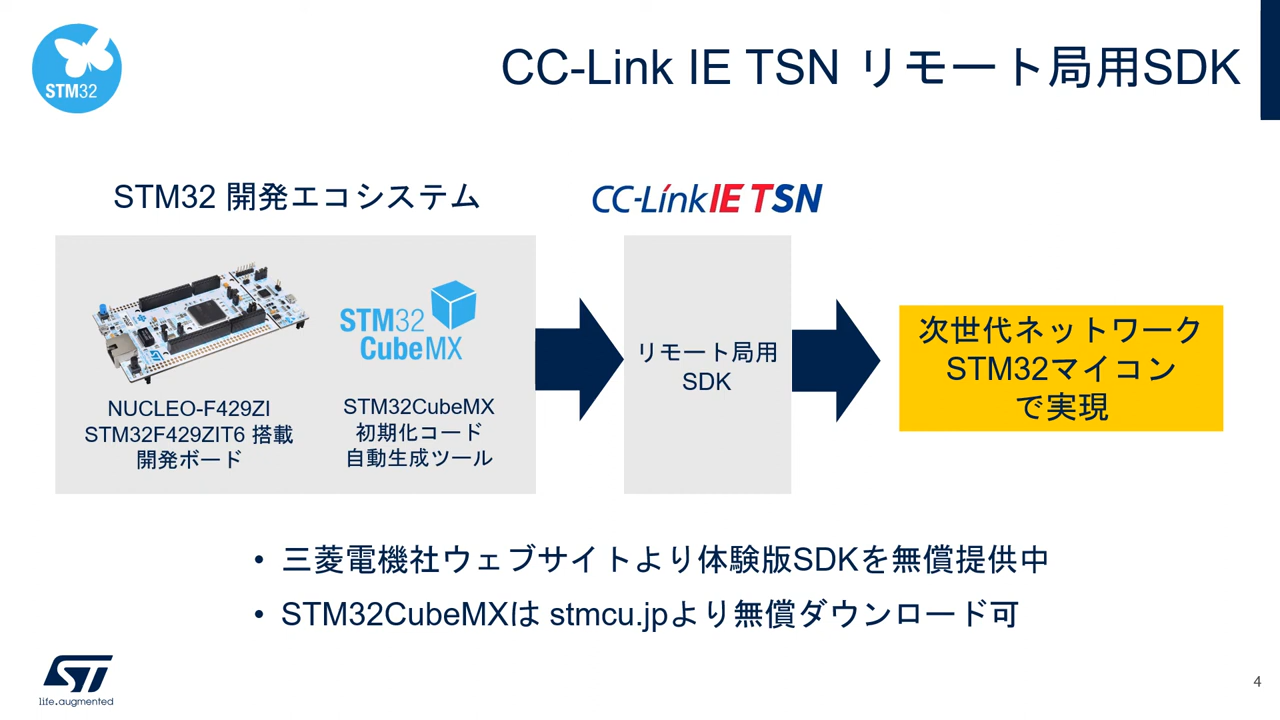 STM32
CC-Link IE TSN リモート局用SDK
STM32 開発エコシステム
CC-Link IE TSN
STM32
CubeMX
NUCLEO-F429ZI
STM32F429ZIT6 搭載
開発ボード
STM32CubeMX
初期化コード
自動生成ツール
リモート局用
SDK
次世代ネットワーク
STM32マイコン
で実現
• 三菱電機社ウェブサイトより体験版SDKを無償提供中
• STM32CubeMXは stmcu.jpより無償ダウンロード可
ST
life.augmented
4